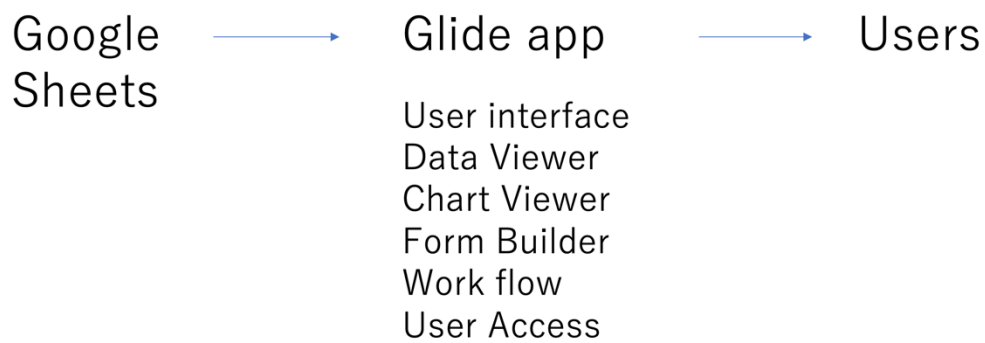 Google
Sheets
Glide app
Users
User interface
Data Viewer
Chart Viewer
Form Builder
Work flow
User Access